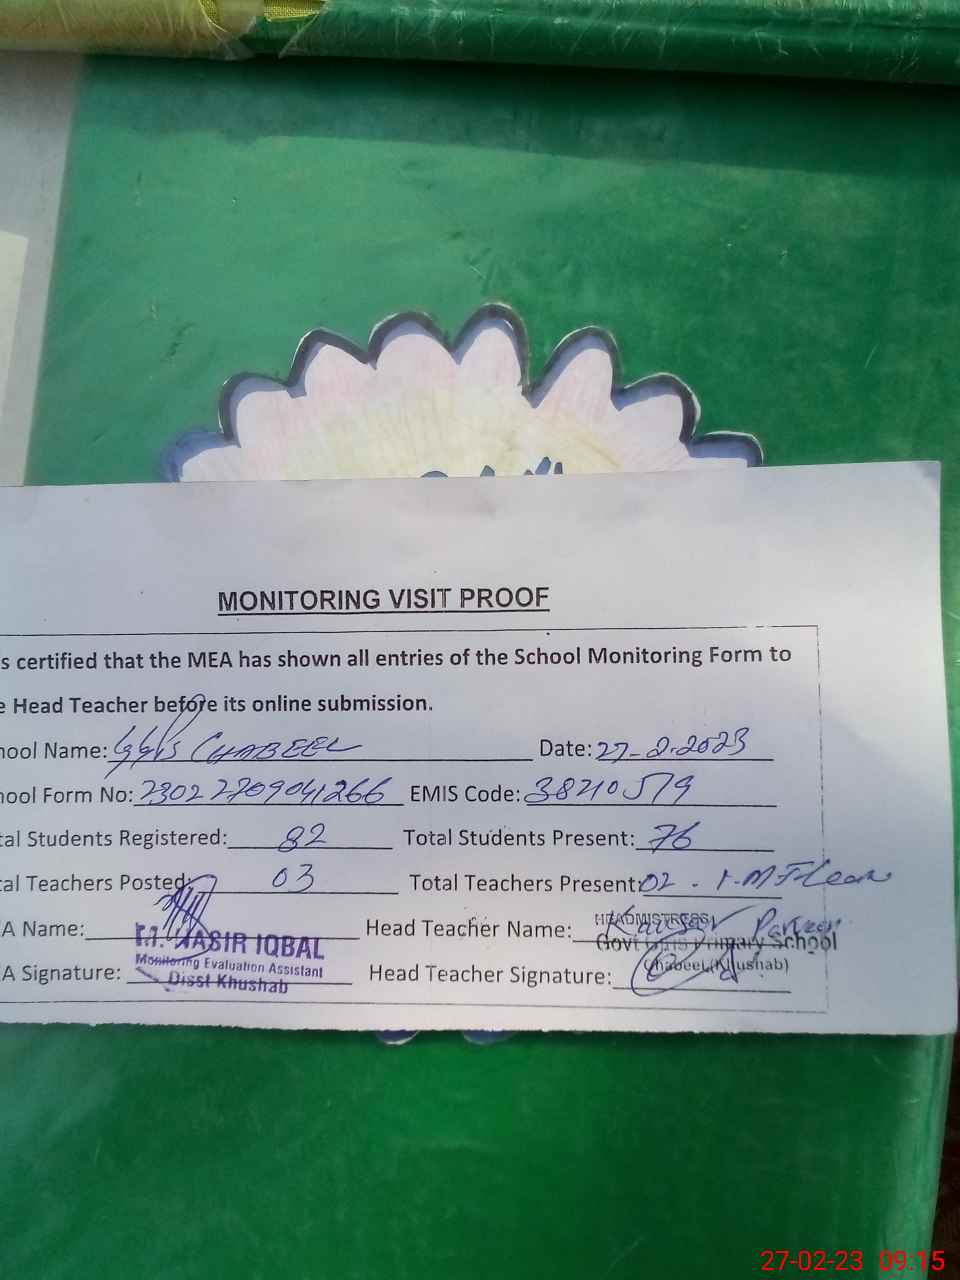 MONITORING VISIT PROOF
s certified that the MEA has shown all entries of the School Monitoring Form to
e Head Teacher before its online submission.
hool Name: GGPS CHABEEL Date: 27-2-2023
hool Form No: 23022709041266 EMIS Code: 38210519
tal Students Registered: 82 Total Students Present: 76
tal Teachers Posted: 03 Total Teachers Present: 02
A Name: M. NASIR IQBAL Head Teacher Name: Kausar Parveen
HEADMISTRESS
Govt Girls Primary School
Monitoring Evaluation Assistant
A Signature: Head Teacher Signature:
Chabeel (Khushab)
Disst Khushab
27-02-23 09:15